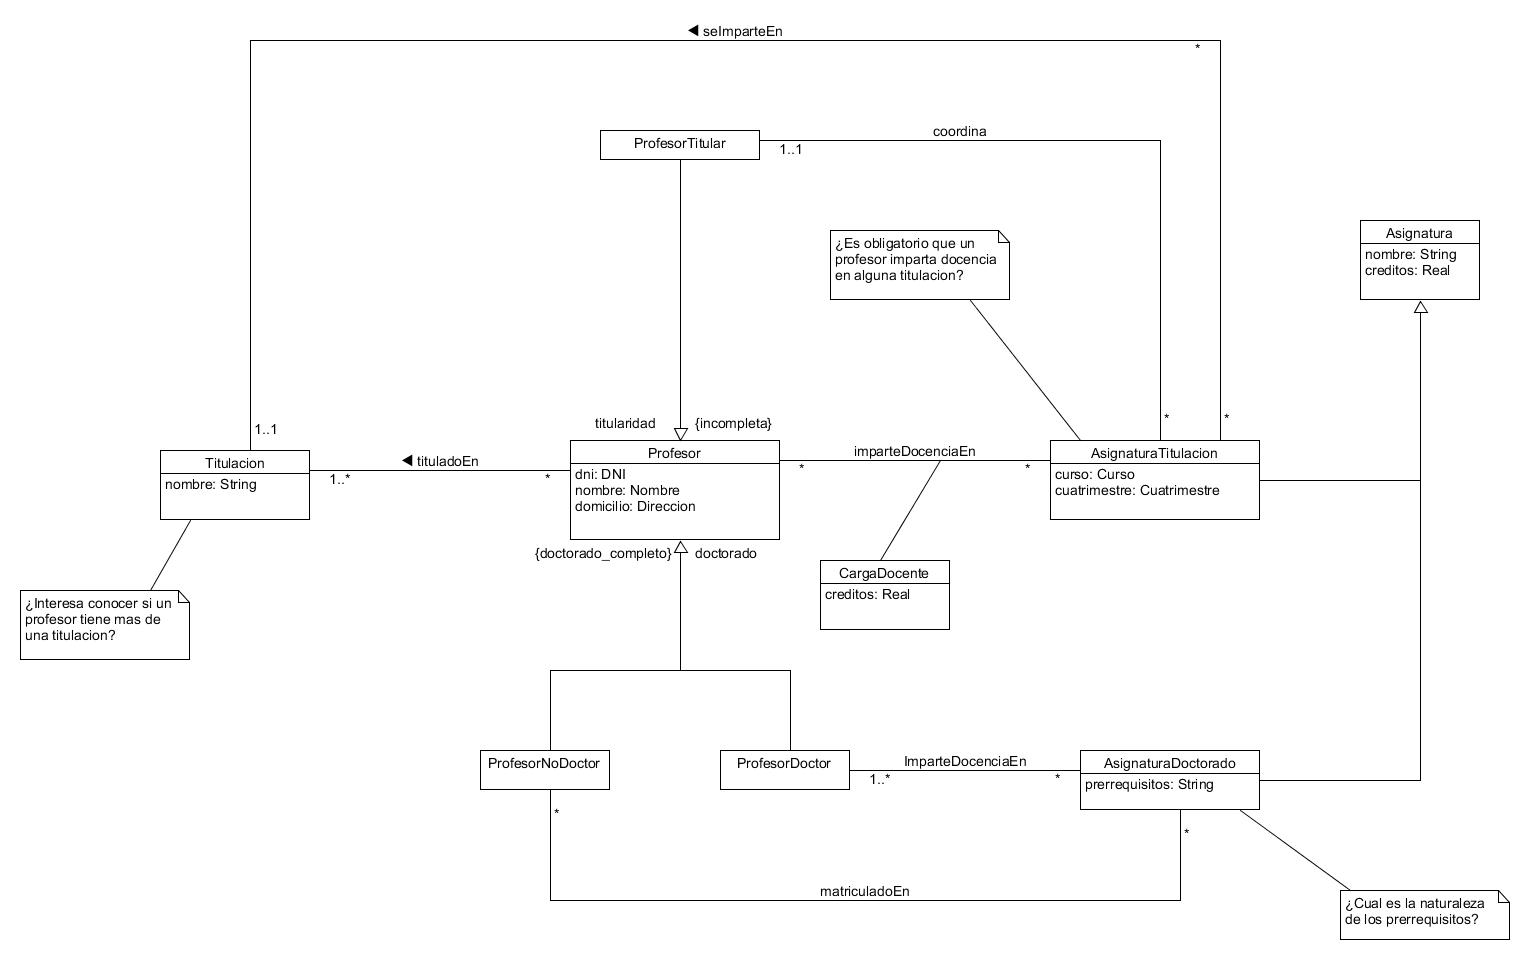 ◀ seImparteEn
*
ProfesorTitular
coordina
1..1
¿Es obligatorio que un
profesor imparta docencia
en alguna titulacion?
Asignatura
nombre: String
creditos: Real
titularidad
{incompleta}
*
*
1..1
Titulacion
nombre: String
◀ tituladoEn
1..*
*
Profesor
dni: DNI
nombre: Nombre
domicilio: Direccion
imparteDocenciaEn
*
*
AsignaturaTitulacion
curso: Curso
cuatrimestre: Cuatrimestre
{doctorado_completo}
doctorado
CargaDocente
creditos: Real
¿Interesa conocer si un
profesor tiene mas de
una titulacion?
ProfesorNoDoctor
ProfesorDoctor
ImparteDocenciaEn
1..*
*
AsignaturaDoctorado
prerrequisitos: String
*
*
matriculadoEn
¿Cual es la naturaleza
de los prerrequisitos?